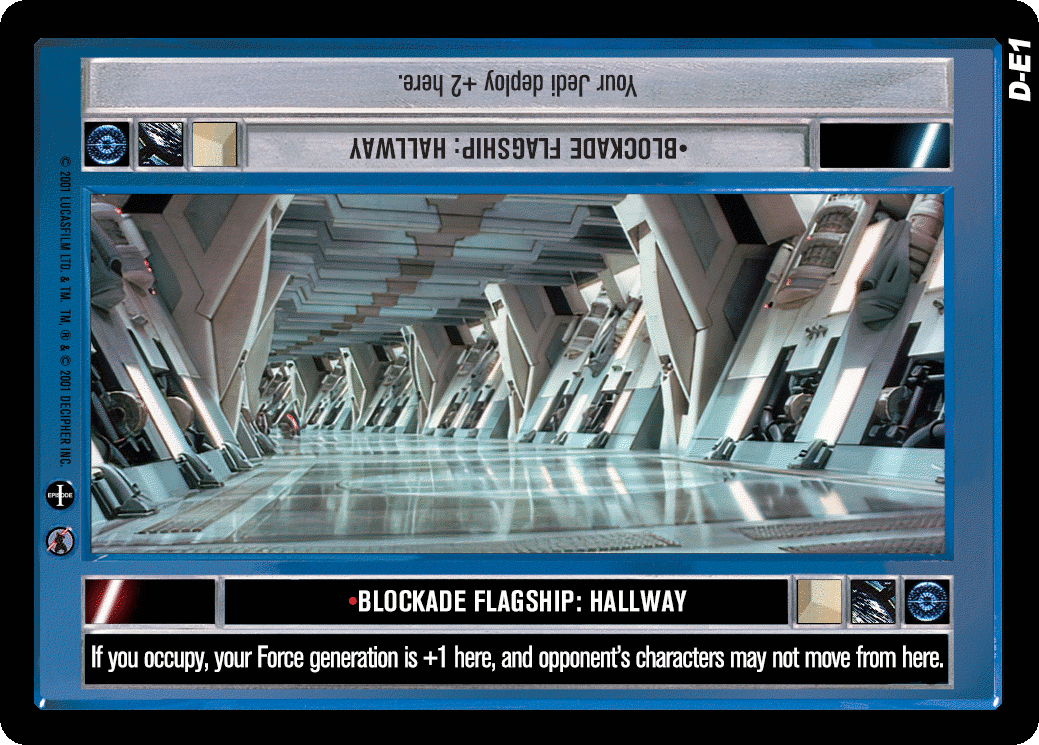 Your Jedi deploy +2 here.
•BLOCKADE FLAGSHIP: HALLWAY
D-E1
© 2001 LUCASFILM LTD. & TM. TM, ® & © 2001 DECIPHER INC.
EPISODE
I
•BLOCKADE FLAGSHIP: HALLWAY
If you occupy, your Force generation is +1 here, and opponent's characters may not move from here.